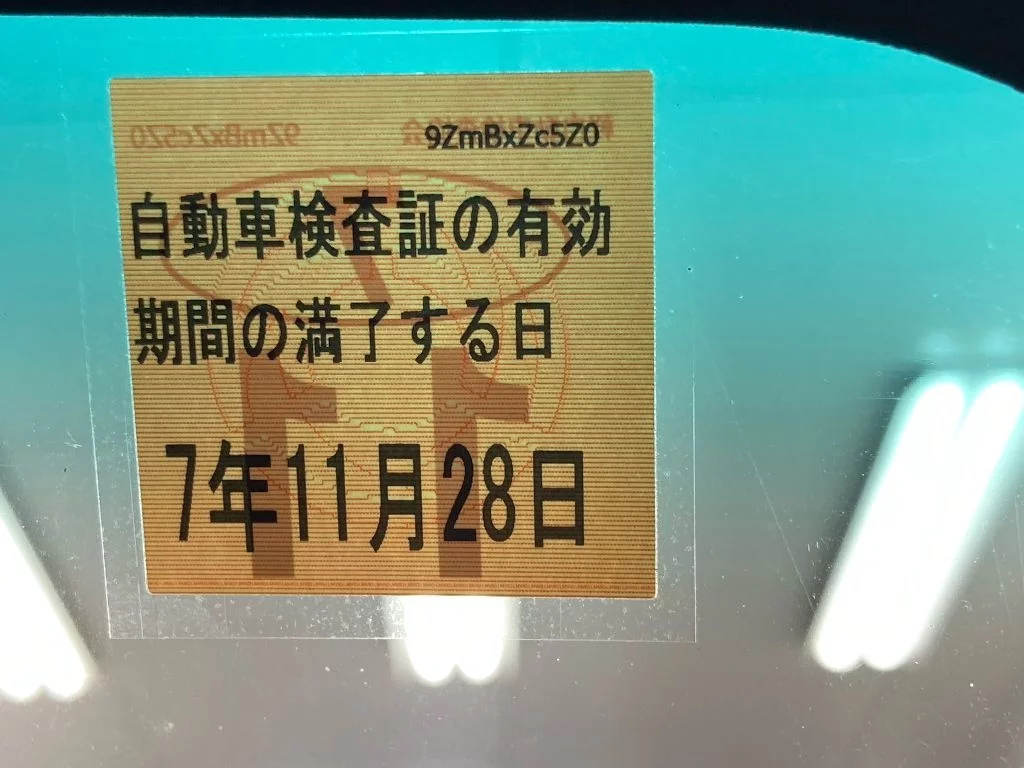 9ZmBxZc5Z0
自動車検査証の有効
期間の満了する日
7年11月28日